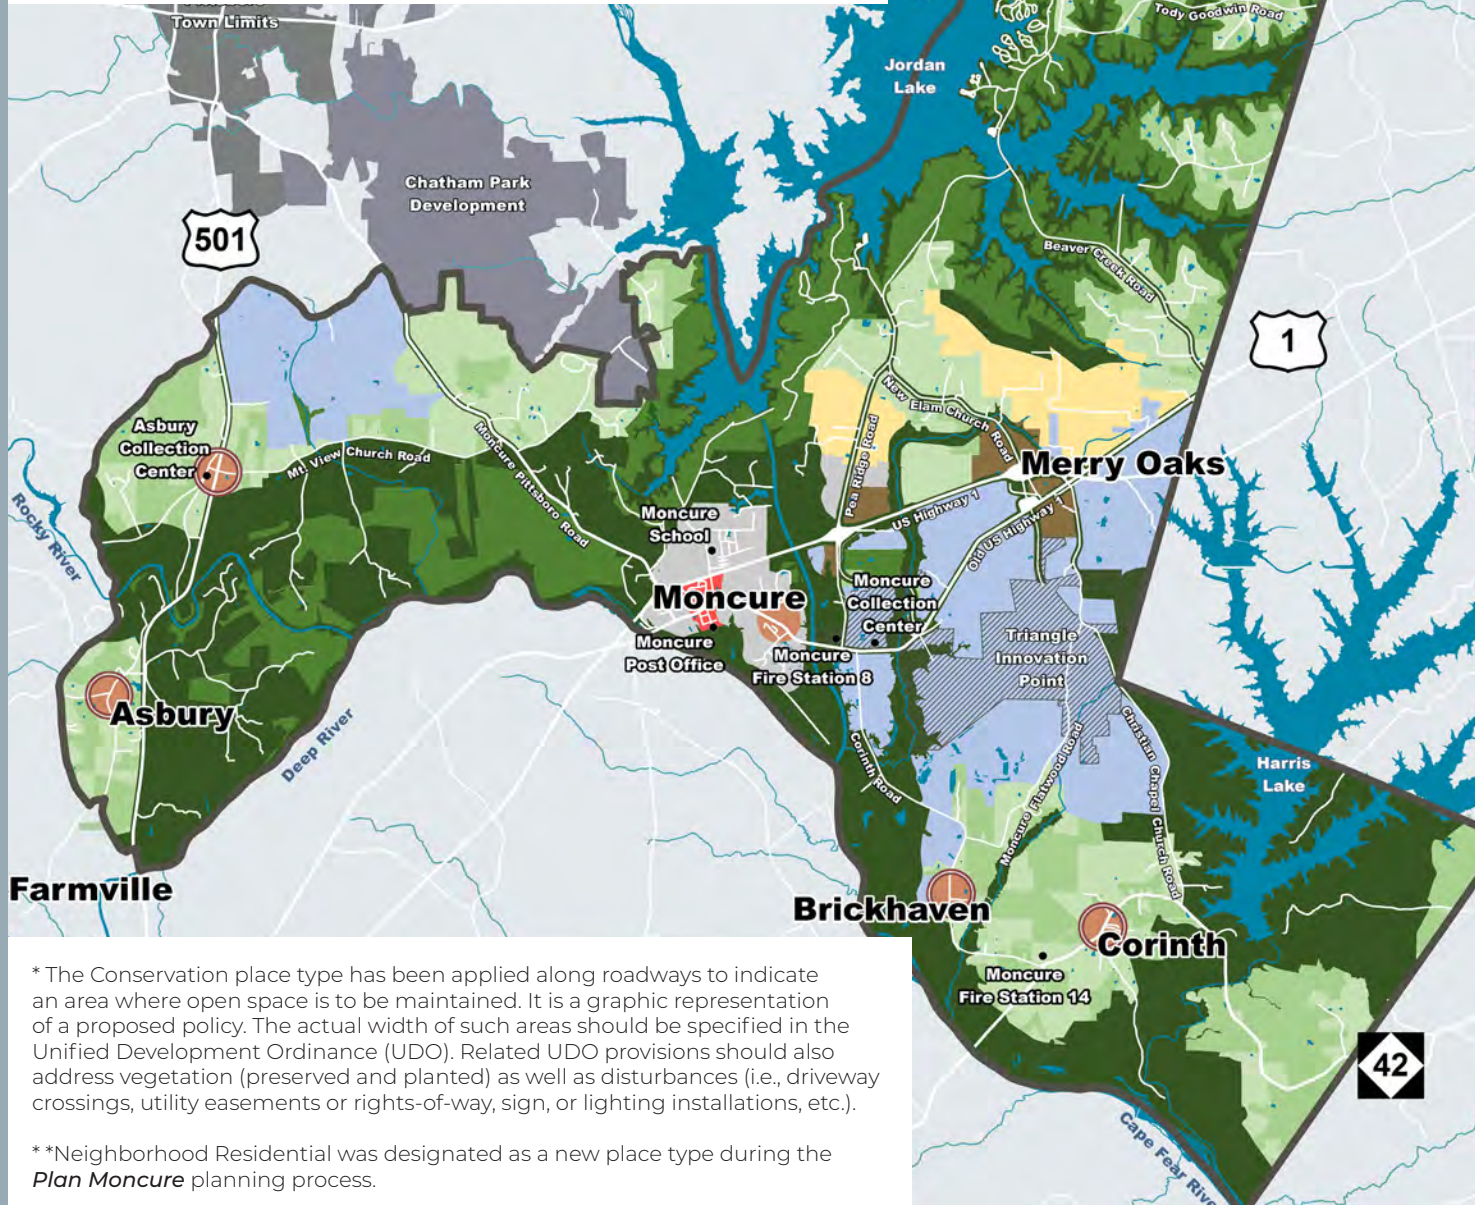 Town Limits
Tody Goodwin Road
Jordan
Lake
Chatham Park
Development
501
Beaver Creek Road
1
Asbury
Collection
Center
Mt. View Church Road
Moncure Pittsboro Road
New Elam Church Road
Pea Ridge Road
Merry Oaks
US Highway 1
Old US Highway 1
Rocky River
Moncure
School
Moncure
Moncure
Post Office
Moncure
Collection
Center
Moncure
Fire Station 8
Triangle
Innovation
Point
Asbury
Deep River
Corinth Road
Moncure Flatwood Road
Christian Chapel Church Road
Harris
Lake
Farmville
Brickhaven
Corinth
Moncure
Fire Station 14
42
Cape Fear River
* The Conservation place type has been applied along roadways to indicate
an area where open space is to be maintained. It is a graphic representation
of a proposed policy. The actual width of such areas should be specified in the
Unified Development Ordinance (UDO). Related UDO provisions should also
address vegetation (preserved and planted) as well as disturbances (i.e., driveway
crossings, utility easements or rights-of-way, sign, or lighting installations, etc.).
* *Neighborhood Residential was designated as a new place type during the
Plan Moncure planning process.